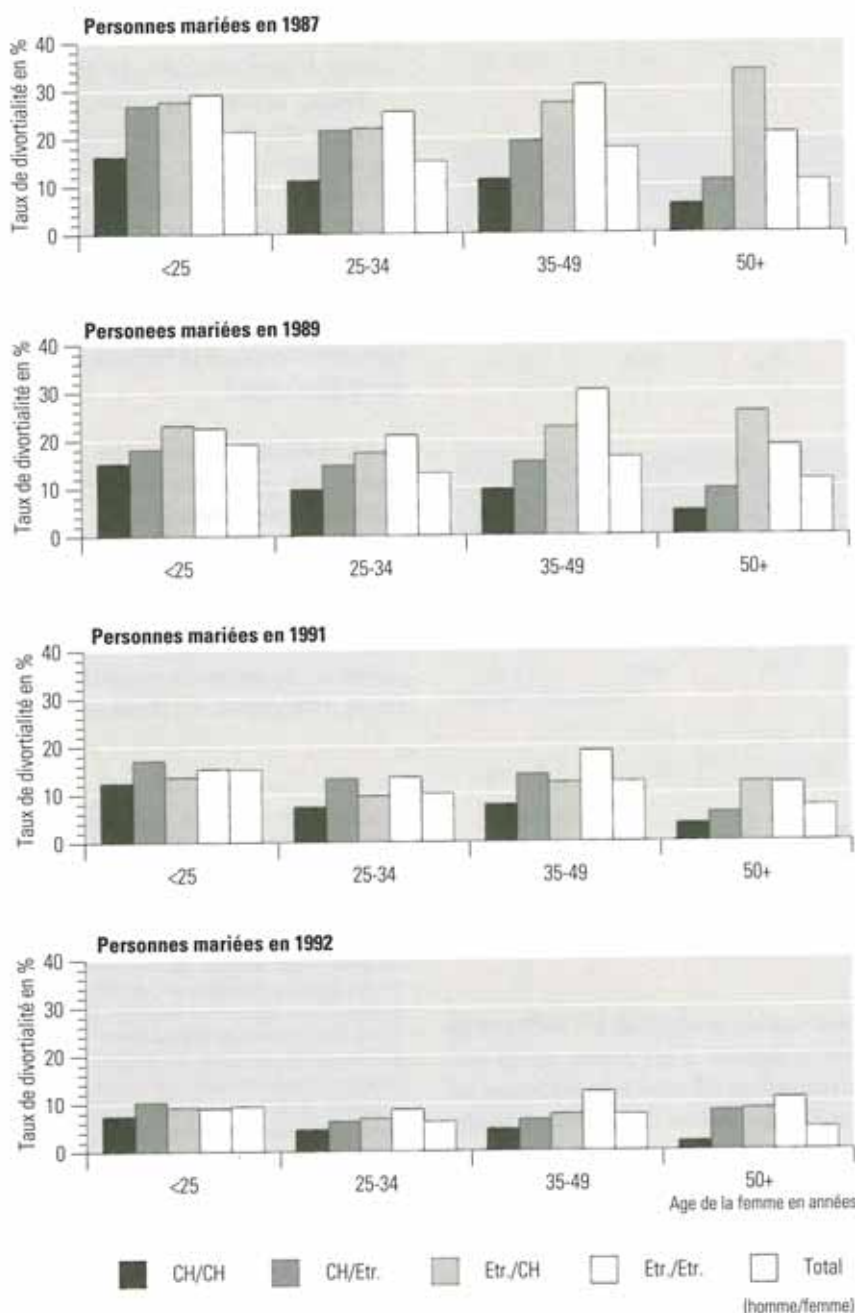 Personnes mariées en 1987
Taux de divortialité en %
40
30
20
10
0
<25 25-34 35-49 50+
Personees mariées en 1989
Taux de divortialité en %
40
30
20
10
0
<25 25-34 35-49 50+
Personnes mariées en 1991
Taux de divortialité en %
40
30
20
10
0
<25 25-34 35-49 50+
Personnes mariées en 1992
Taux de divortialité en %
40
30
20
10
0
<25 25-34 35-49 50+
Age de la femme en années
CH/CH CH/Etr. Etr./CH Etr./Etr. Total
(homme/femme)